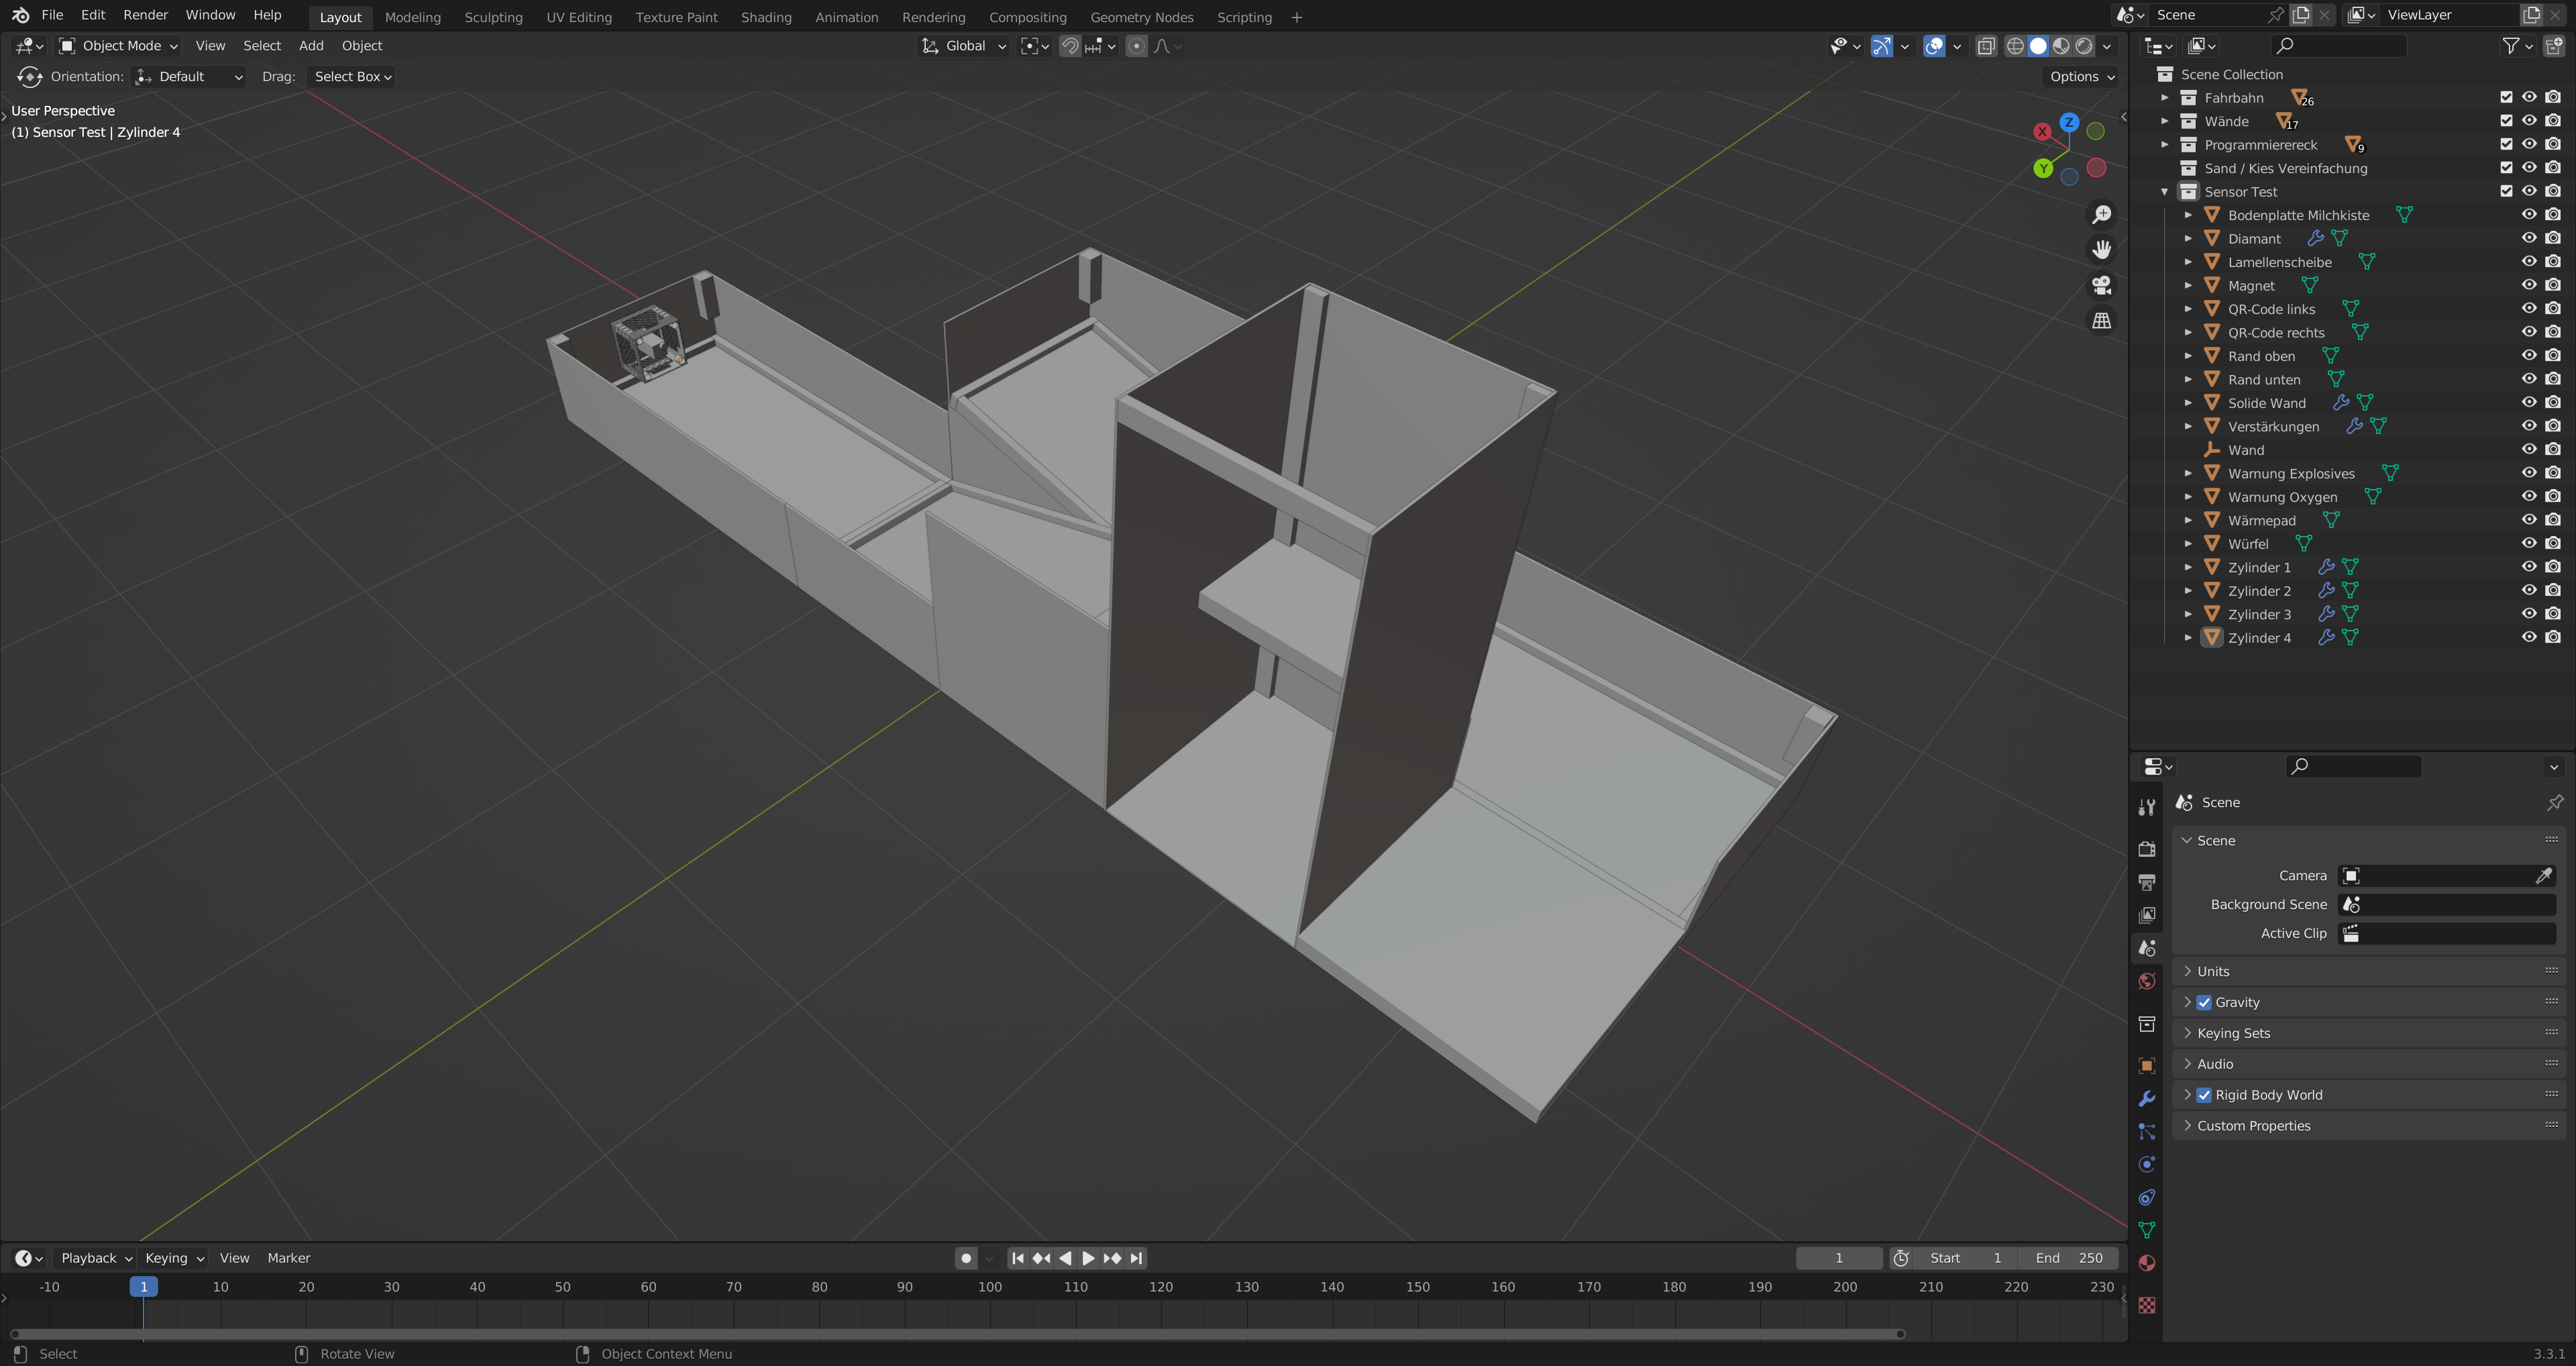 File Edit Render Window Help Layout Modeling Sculpting UV Editing Texture Paint Shading Animation Rendering Compositing Geometry Nodes Scripting + Scene ViewLayer
Object Mode View Select Add Object Global
Orientation: Default Drag: Select Box Options
User Perspective
(1) Sensor Test | Zylinder 4
X
Y
Z
Scene Collection
Fahrbahn 26
Wände 17
Programmiererereck 9
Sand / Kies Vereinfachung
Sensor Test
Bodenplatte Milchkiste
Diamant
Lamellenscheibe
Magnet
QR-Code links
QR-Code rechts
Rand oben
Rand unten
Solide Wand
Verstärkungen
Wand
Warnung Explosives
Warnung Oxygen
Wärmepad
Würfel
Zylinder 1
Zylinder 2
Zylinder 3
Zylinder 4
Scene
Scene
Camera
Background Scene
Active Clip
Units
Gravity
Keying Sets
Audio
Rigid Body World
Custom Properties
Playback Keying View Marker 1 Start 1 End 250
-10 1 10 20 30 40 50 60 70 80 90 100 110 120 130 140 150 160 170 180 190 200 210 220 230
Select Rotate View Object Context Menu 3.3.1